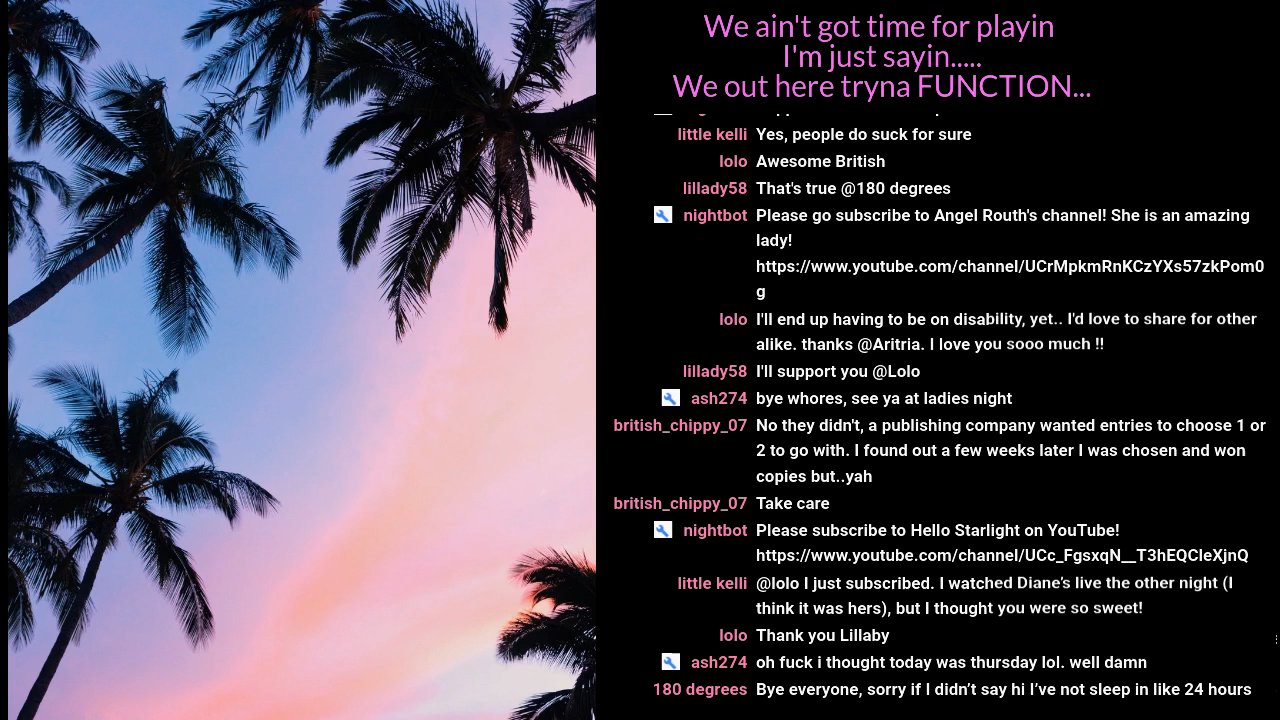 We ain't got time for playin
I'm just sayin.....
We out here tryna FUNCTION...
little kelli Yes, people do suck for sure
lolo Awesome British
lillady58 That's true @180 degrees
nightbot Please go subscribe to Angel Routh's channel! She is an amazing
lady!
https://www.youtube.com/channel/UCrMpkmRnKCzYXs57zkPom0
g
lolo I'll end up having to be on disability, yet.. I'd love to share for other
alike. thanks @Aritria. I love you sooo much !!
lillady58 I'll support you @Lolo
ash274 bye whores, see ya at ladies night
british_chippy_07 No they didn't, a publishing company wanted entries to choose 1 or
2 to go with. I found out a few weeks later I was chosen and won
copies but..yah
british_chippy_07 Take care
nightbot Please subscribe to Hello Starlight on YouTube!
https://www.youtube.com/channel/UCc_FgsxqN__T3hEQCIeXjnQ
little kelli @lolo I just subscribed. I watched Diane’s live the other night (I
think it was hers), but I thought you were so sweet!
lolo Thank you Lillaby
ash274 oh fuck i thought today was thursday lol. well damn
180 degrees Bye everyone, sorry if I didn’t say hi I’ve not sleep in like 24 hours